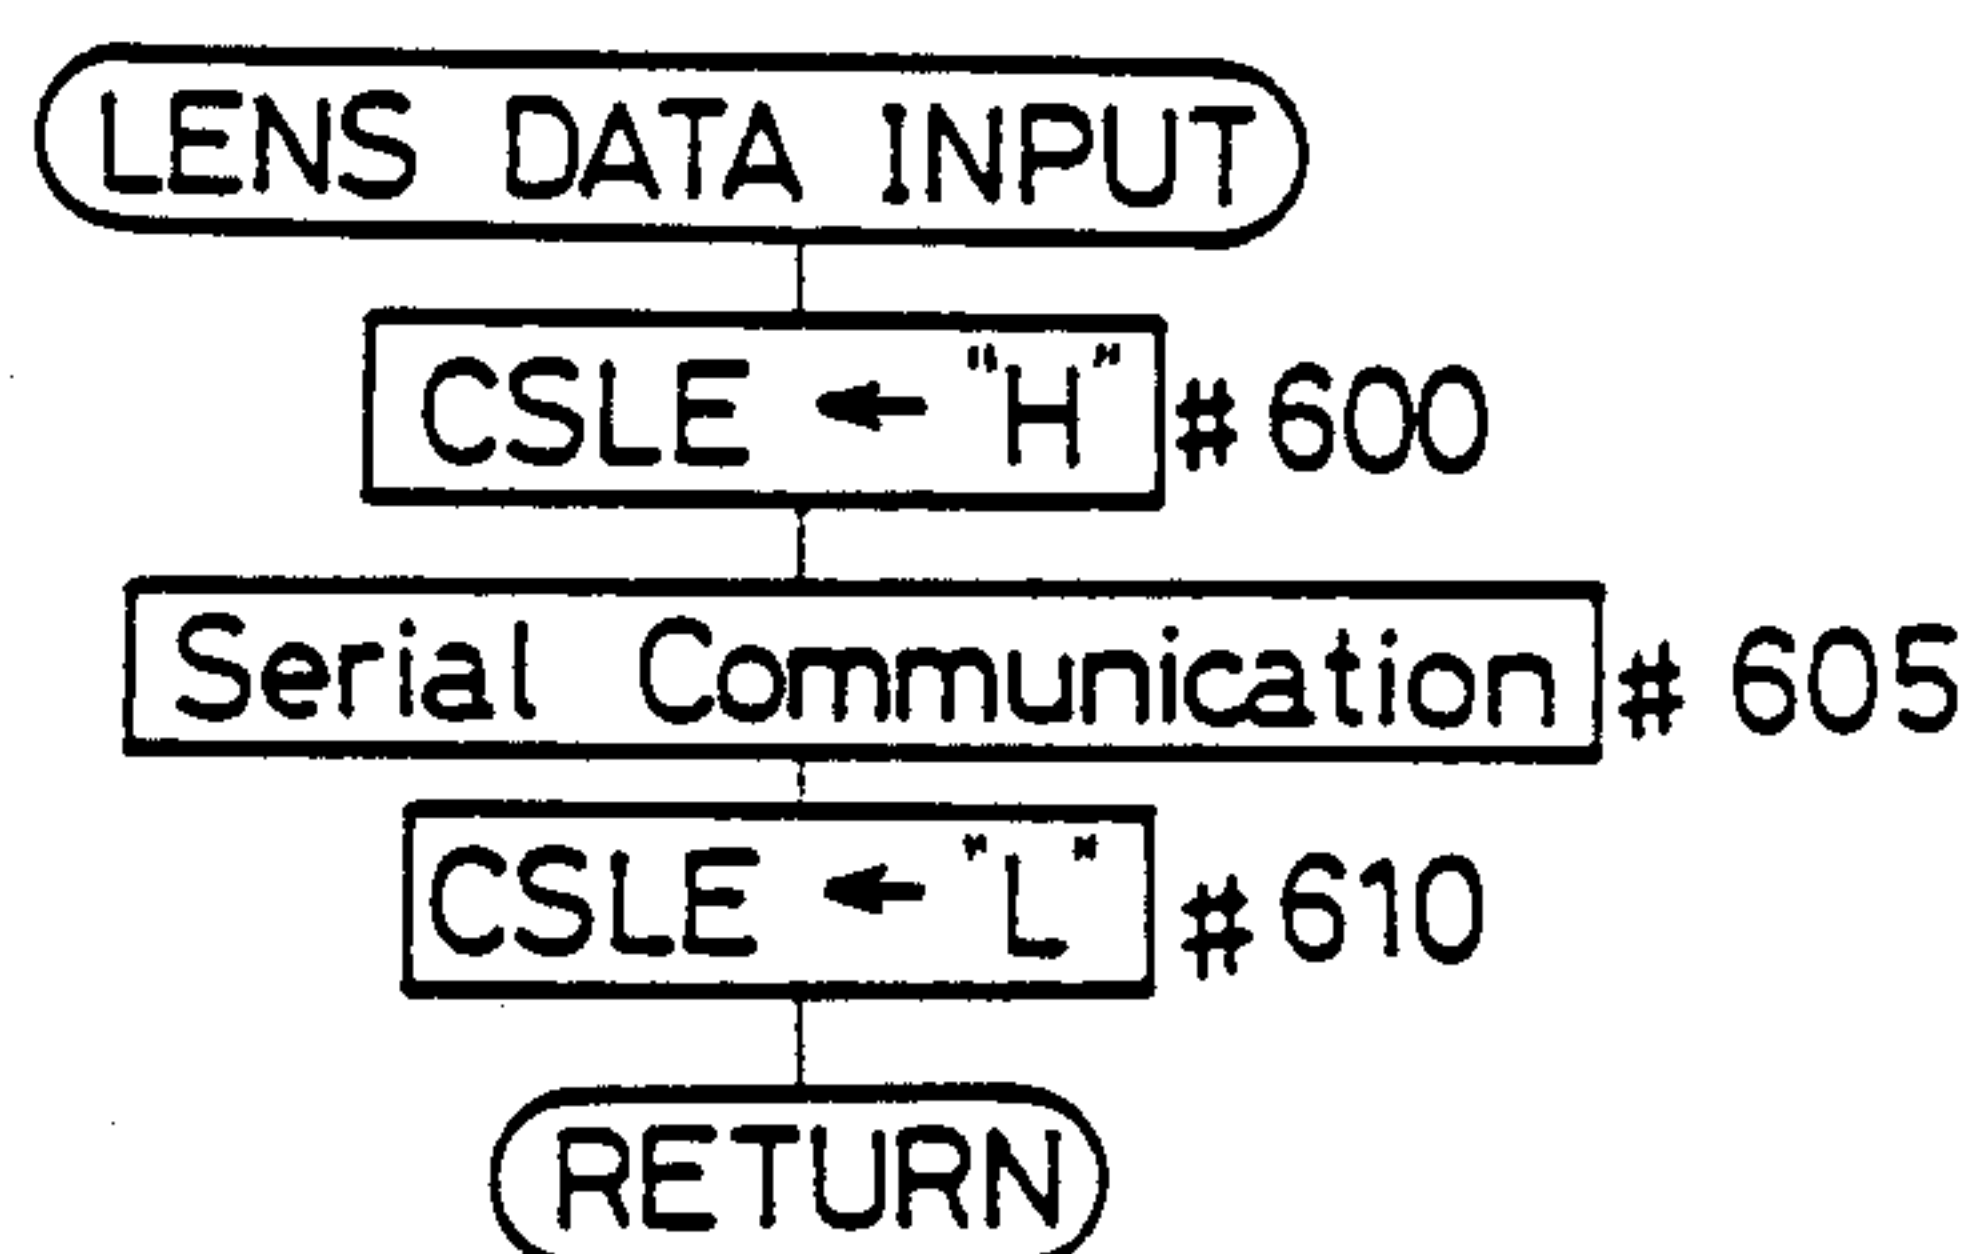 LENS DATA INPUT
CSLE ← "H" # 600
Serial Communication # 605
CSLE ← "L" # 610
RETURN